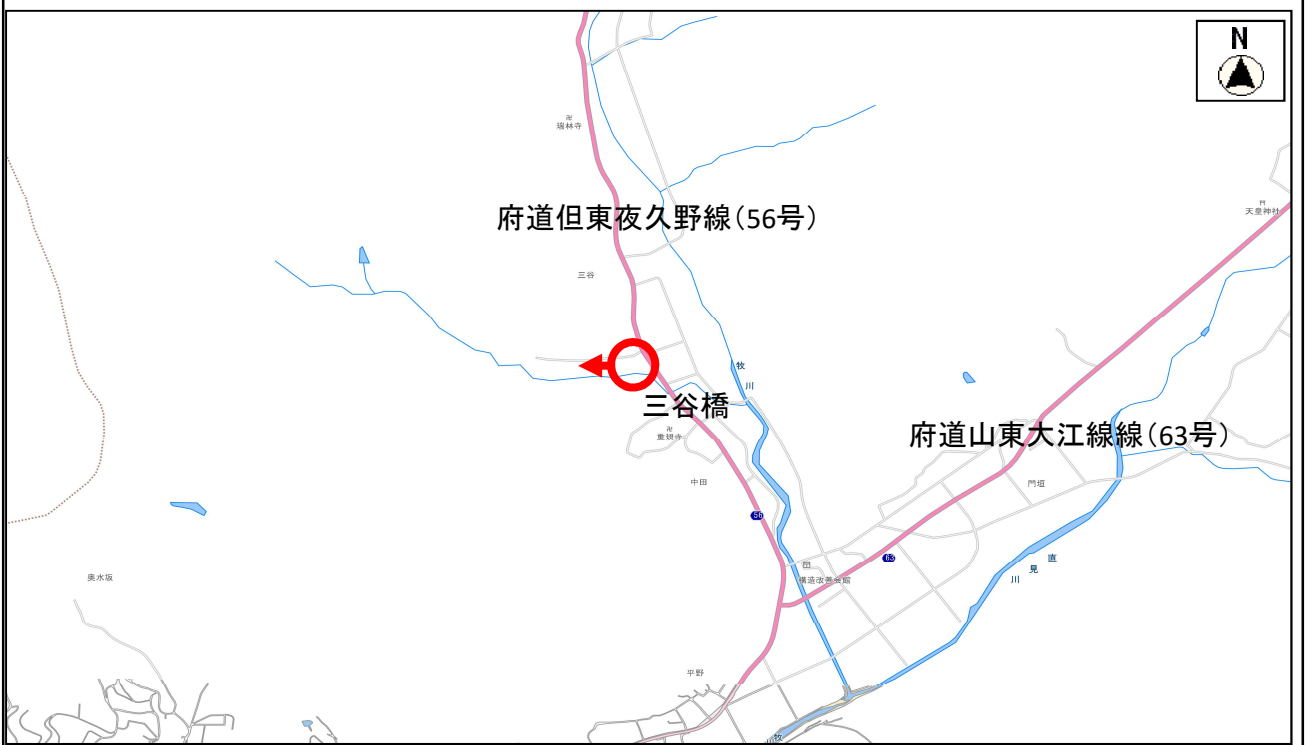 N
瑞林寺
天皇神社
府道但東夜久野線（56号）
三谷
牧川
三谷橋
府道山東大江線線（63号）
中田
門垣
56
63
直見川
奥水坂
構造改善会館
平野
牧